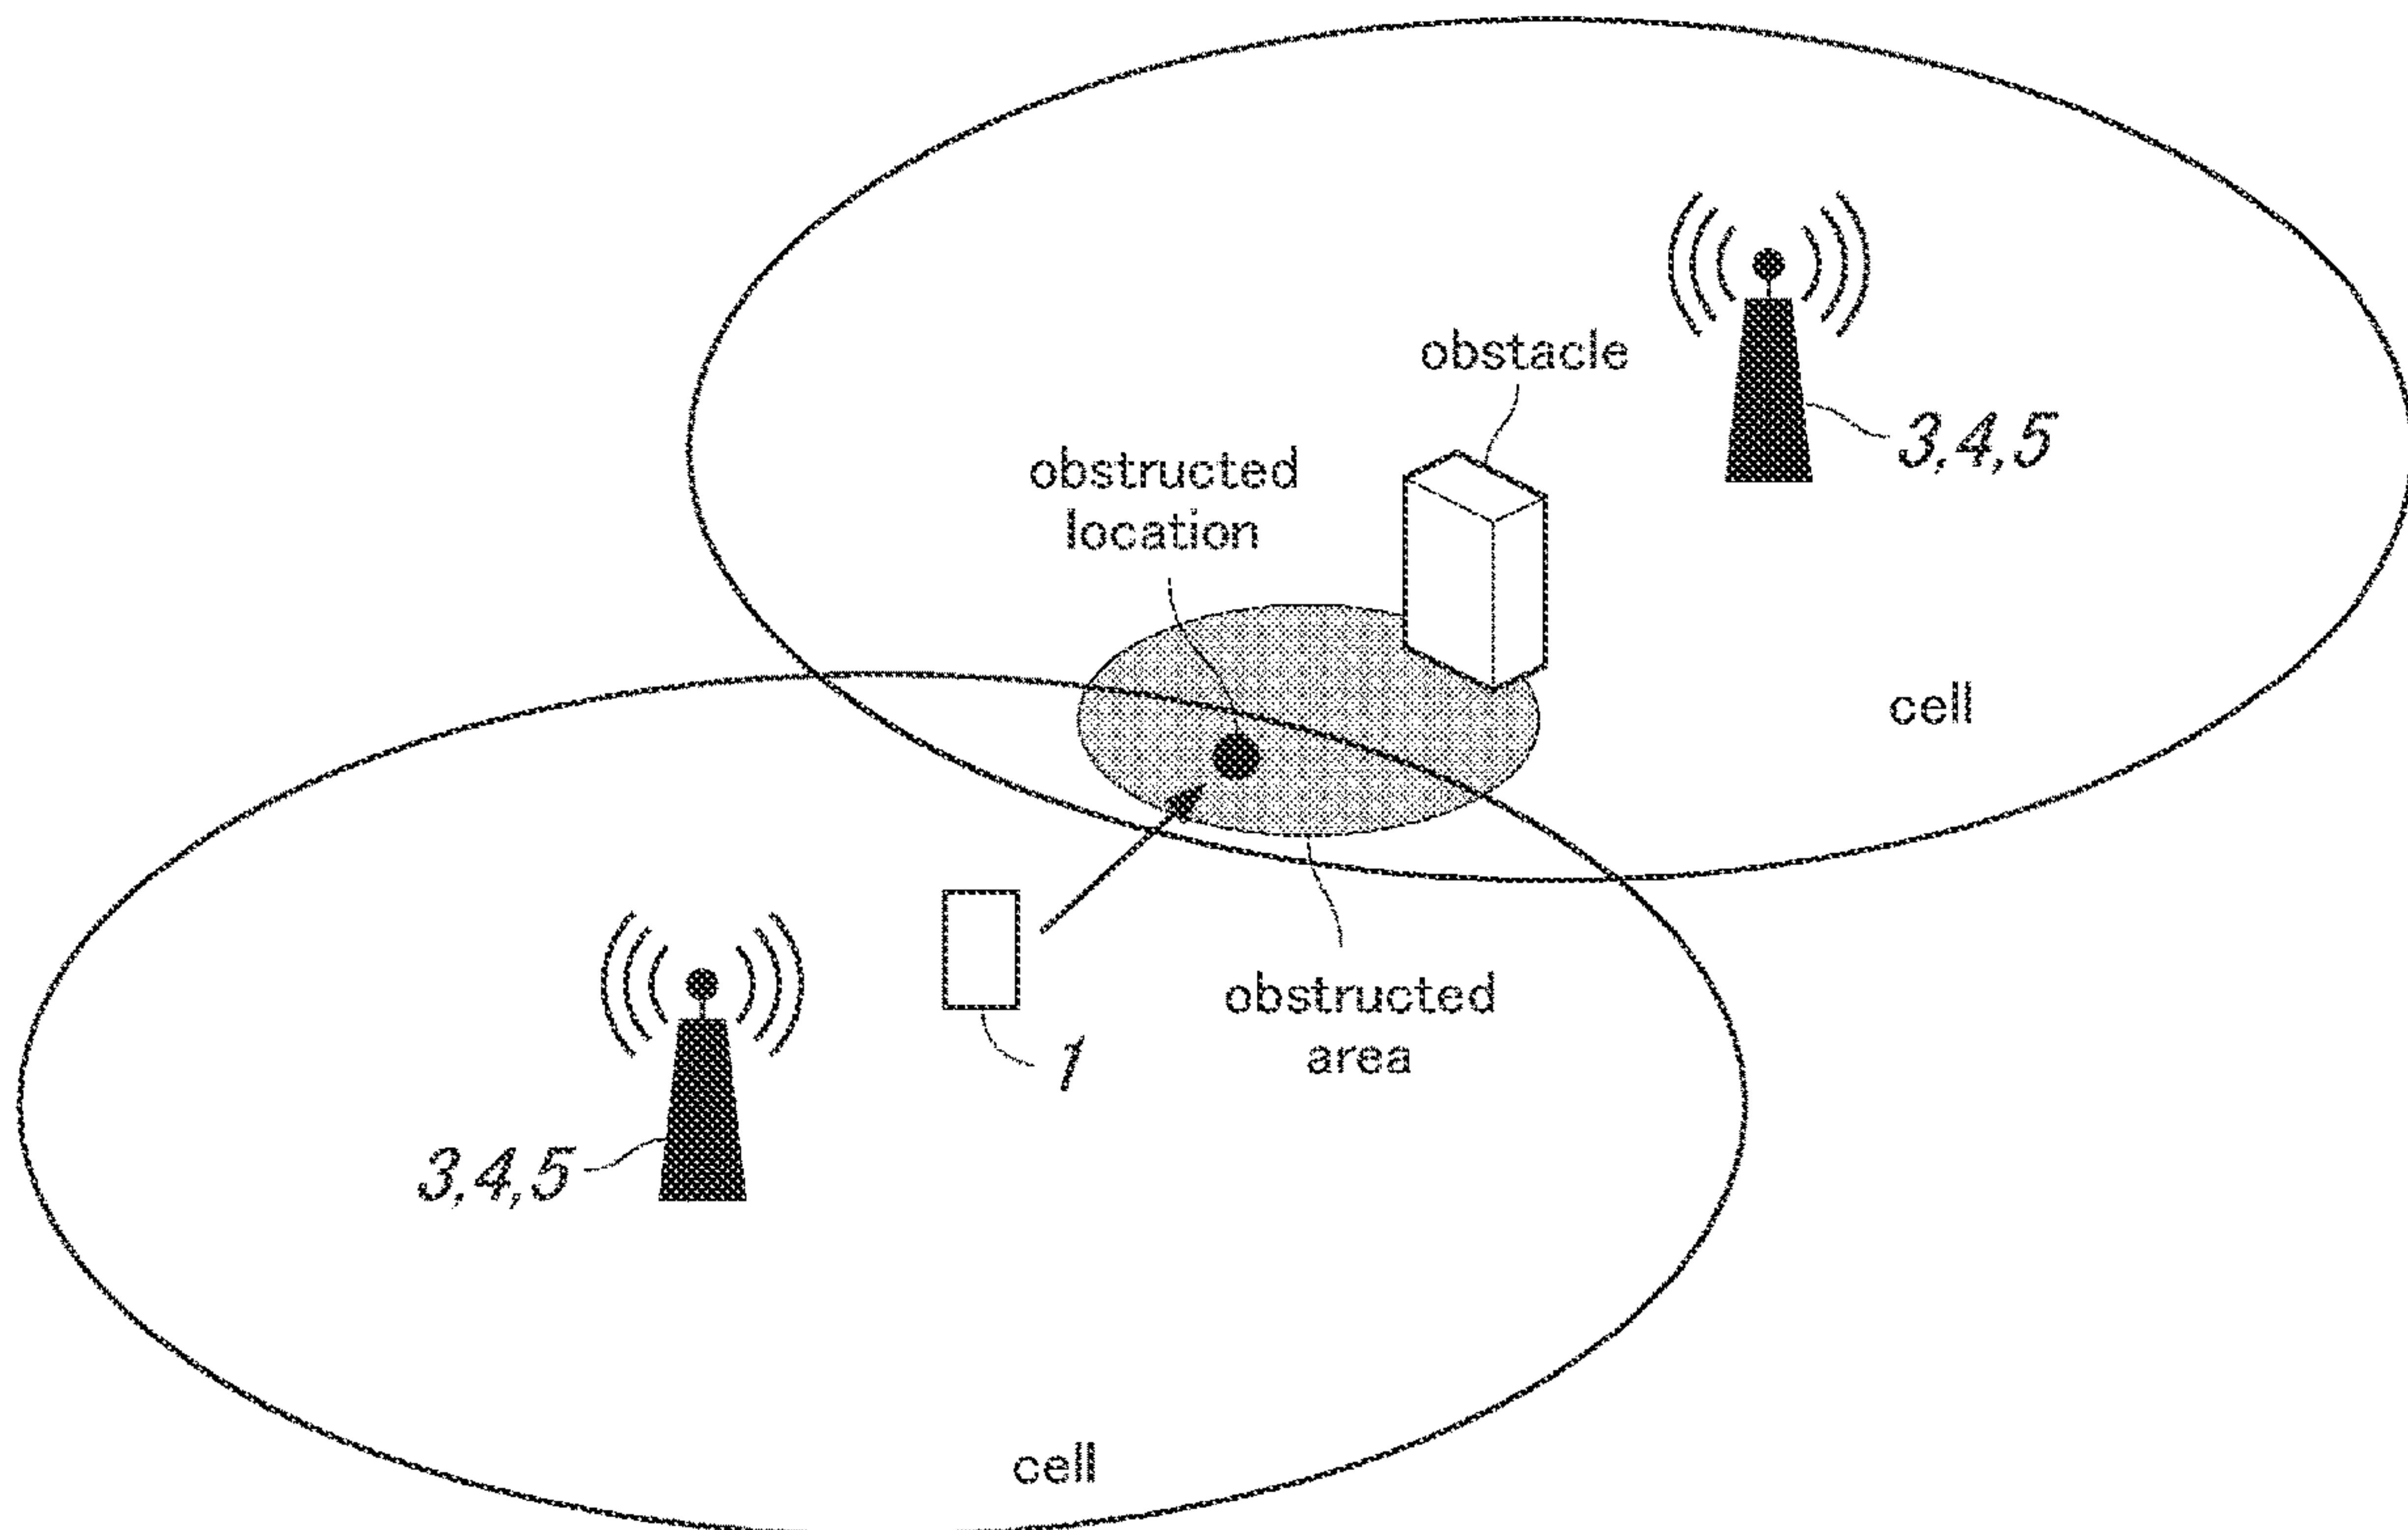 obstacle
3,4,5
obstructed
location
cell
obstructed
area
1
3,4,5
cell